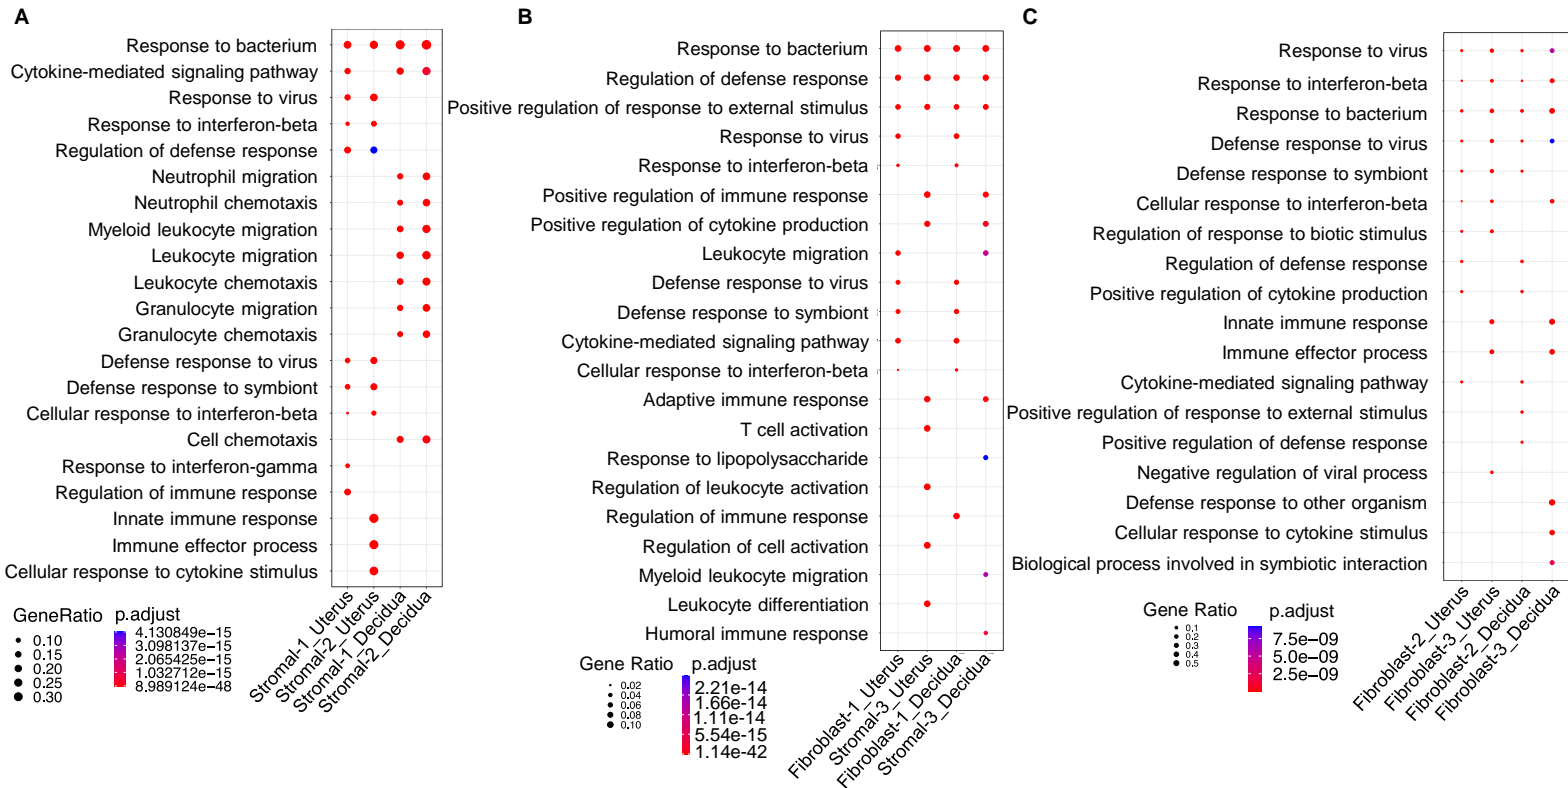 A
Response to bacterium
Cytokine-mediated signaling pathway
Response to virus
Response to interferon-beta
Regulation of defense response
Neutrophil migration
Neutrophil chemotaxis
Myeloid leukocyte migration
Leukocyte migration
Leukocyte chemotaxis
Granulocyte migration
Granulocyte chemotaxis
Defense response to virus
Defense response to symbiont
Cellular response to interferon-beta
Cell chemotaxis
Response to interferon-gamma
Regulation of immune response
Innate immune response
Immune effector process
Cellular response to cytokine stimulus
Stromal-1_Uterus
Stromal-2_Uterus
Stromal-1_Decidua
Stromal-2_Decidua
GeneRatio
0.10
0.15
0.20
0.25
0.30
p.adjust
4.130849e-15
3.098137e-15
2.065425e-15
1.032712e-15
8.989124e-48
B
Response to bacterium
Regulation of defense response
Positive regulation of response to external stimulus
Response to virus
Response to interferon-beta
Positive regulation of immune response
Positive regulation of cytokine production
Leukocyte migration
Defense response to virus
Defense response to symbiont
Cytokine-mediated signaling pathway
Cellular response to interferon-beta
Adaptive immune response
T cell activation
Response to lipopolysaccharide
Regulation of leukocyte activation
Regulation of immune response
Regulation of cell activation
Myeloid leukocyte migration
Leukocyte differentiation
Humoral immune response
Fibroblast-1_Uterus
Stromal-3_Uterus
Fibroblast-1_Decidua_
Stromal-3_Decidua_
Gene Ratio
0.02
0.04
0.06
0.08
0.10
p.adjust
2.21e-14
1.66e-14
1.11e-14
5.54e-15
1.14e-42
C
Response to virus
Response to interferon-beta
Response to bacterium
Defense response to virus
Defense response to symbiont
Cellular response to interferon-beta
Regulation of response to biotic stimulus
Regulation of defense response
Positive regulation of cytokine production
Innate immune response
Immune effector process
Cytokine-mediated signaling pathway
Positive regulation of response to external stimulus
Positive regulation of defense response
Negative regulation of viral process
Defense response to other organism
Cellular response to cytokine stimulus
Biological process involved in symbiotic interaction
Fibroblast-2_Uterus
Fibroblast-3_Uterus
Fibroblast-2_Decidua
Fibroblast-3_Decidua
Gene Ratio
0.1
0.2
0.3
0.4
0.5
p.adjust
7.5e-09
5.0e-09
2.5e-09